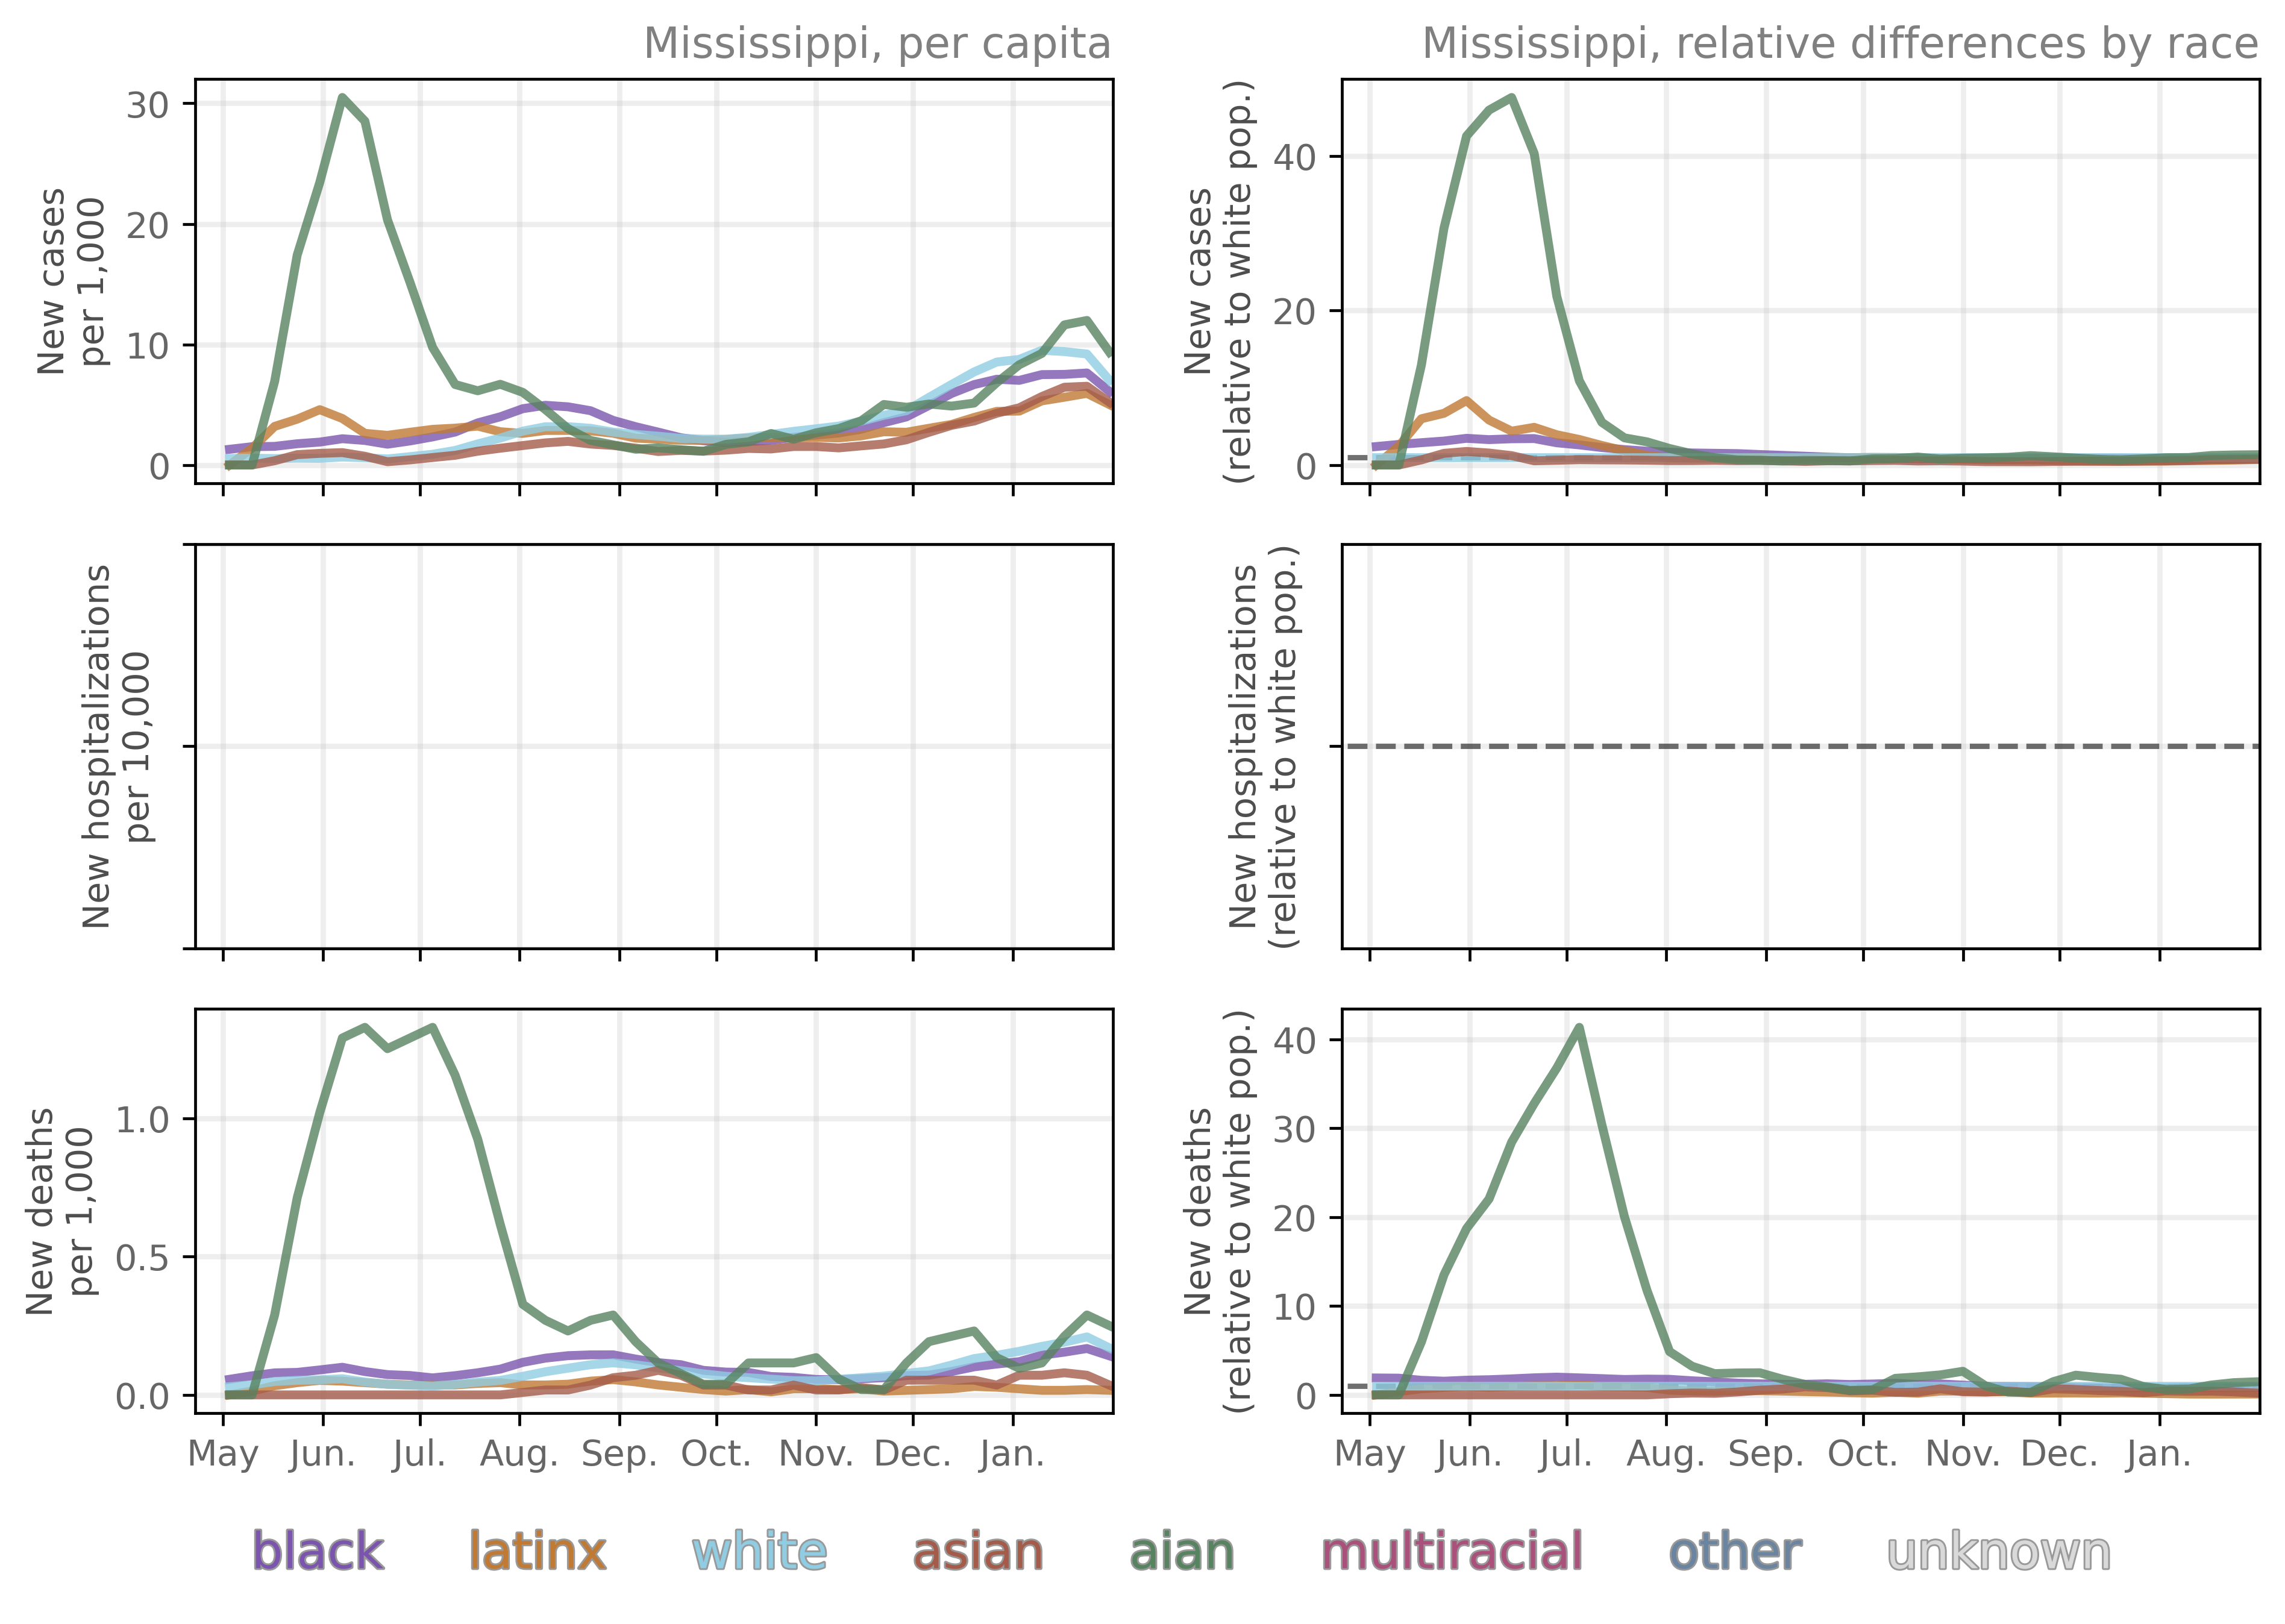 Mississippi, per capita
Mississippi, relative differences by race
New cases
per 1,000
30
20
10
0
New cases
(relative to white pop.)
40
20
0
New hospitalizations
per 10,000
New hospitalizations
(relative to white pop.)
New deaths
per 1,000
1.0
0.5
0.0
May Jun. Jul. Aug. Sep. Oct. Nov. Dec. Jan.
New deaths
(relative to white pop.)
40
30
20
10
0
May Jun. Jul. Aug. Sep. Oct. Nov. Dec. Jan.
black latinx white asian aian multiracial other unknown